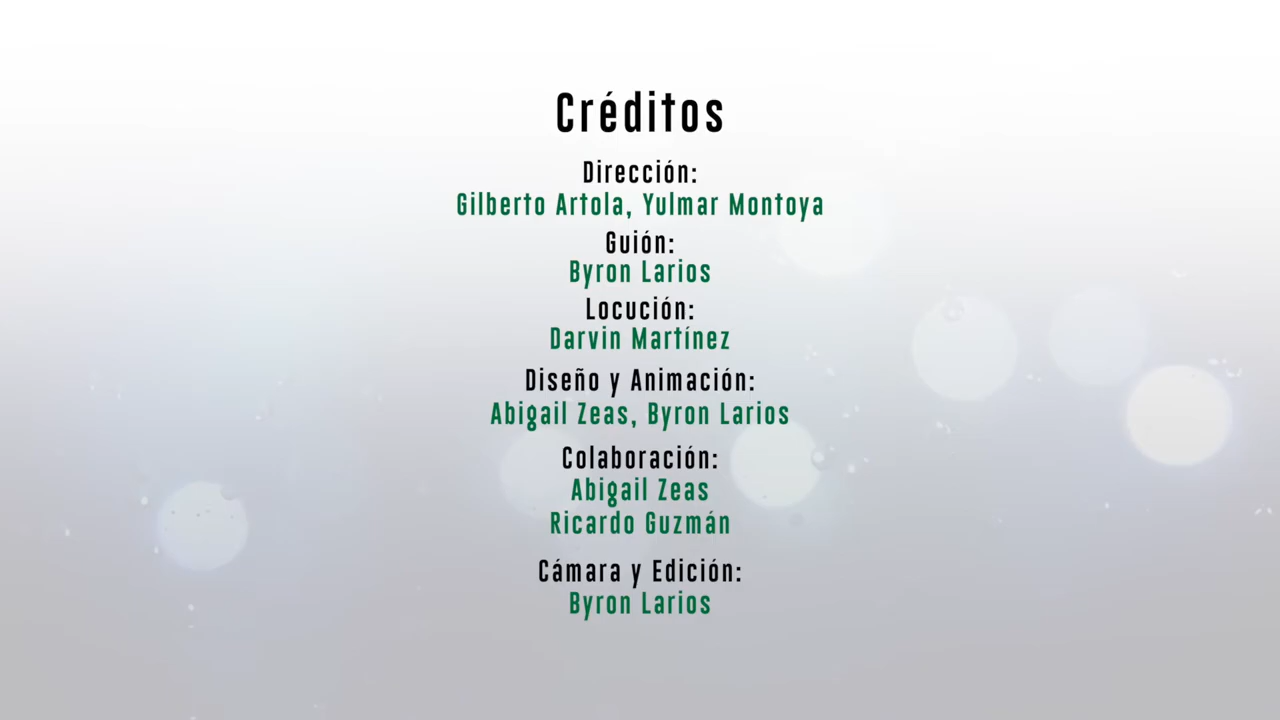 Créditos
Dirección:
Gilberto Artola, Yulmar Montoya
Guión:
Byron Larios
Locución:
Darvin Martínez
Diseño y Animación:
Abigail Zeas, Byron Larios
Colaboración:
Abigail Zeas
Ricardo Guzmán
Cámara y Edición:
Byron Larios